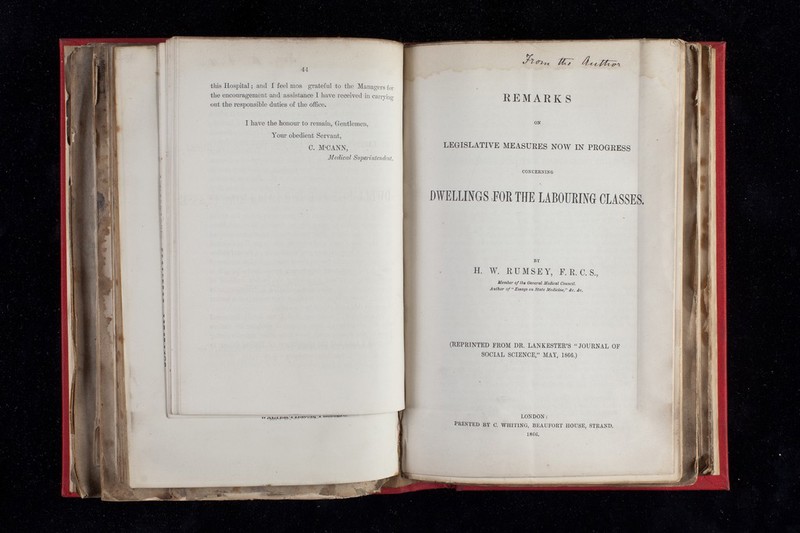 41
this Hospital; and I feel mos grateful to the Managers for
the encouragement and assistance I have received in carrying
out the responsible duties of the office.
I have the honour to remain, Gentlemen,
Your obedient Servant,
C. M'CANN,
Medical Superintendent.
From the Author
REMARKS
ON
LEGISLATIVE MEASURES NOW IN PROGRESS
CONCERNING
DWELLINGS FOR THE LABOURING CLASSES.
BY
H. W. RUMSEY, F.R.C.S.,
Member of the General Medical Council.
Author of "Essays on State Medicine," &c. &c.
(REPRINTED FROM DR. LANKESTER'S "JOURNAL OF
SOCIAL SCIENCE," MAY, 1866.)
LONDON:
PRINTED BY C. WHITING, BEAUFORT HOUSE, STRAND.
1866.